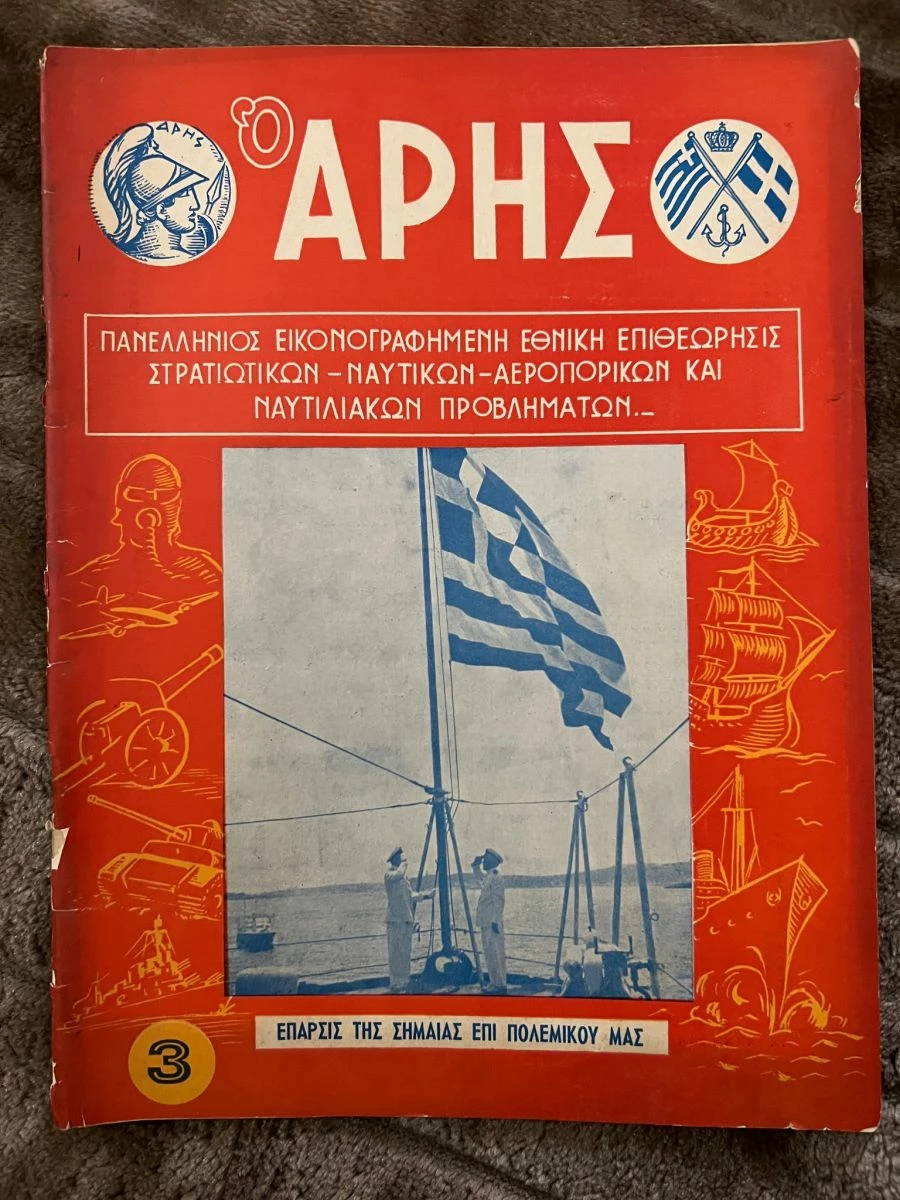 ΑΡΗΣ
Ὁ ΑΡΗΣ
ΠΑΝΕΛΛΗΝΙΟΣ ΕΙΚΟΝΟΓΡΑΦΗΜΕΝΗ ΕΘΝΙΚΗ ΕΠΙΘΕΩΡΗΣΙΣ
ΣΤΡΑΤΙΩΤΙΚΩΝ – ΝΑΥΤΙΚΩΝ – ΑΕΡΟΠΟΡΙΚΩΝ ΚΑΙ
ΝΑΥΤΙΛΙΑΚΩΝ ΠΡΟΒΛΗΜΑΤΩΝ.–
ΕΠΑΡΣΙΣ ΤΗΣ ΣΗΜΑΙΑΣ ΕΠΙ ΠΟΛΕΜΙΚΟΥ ΜΑΣ
3